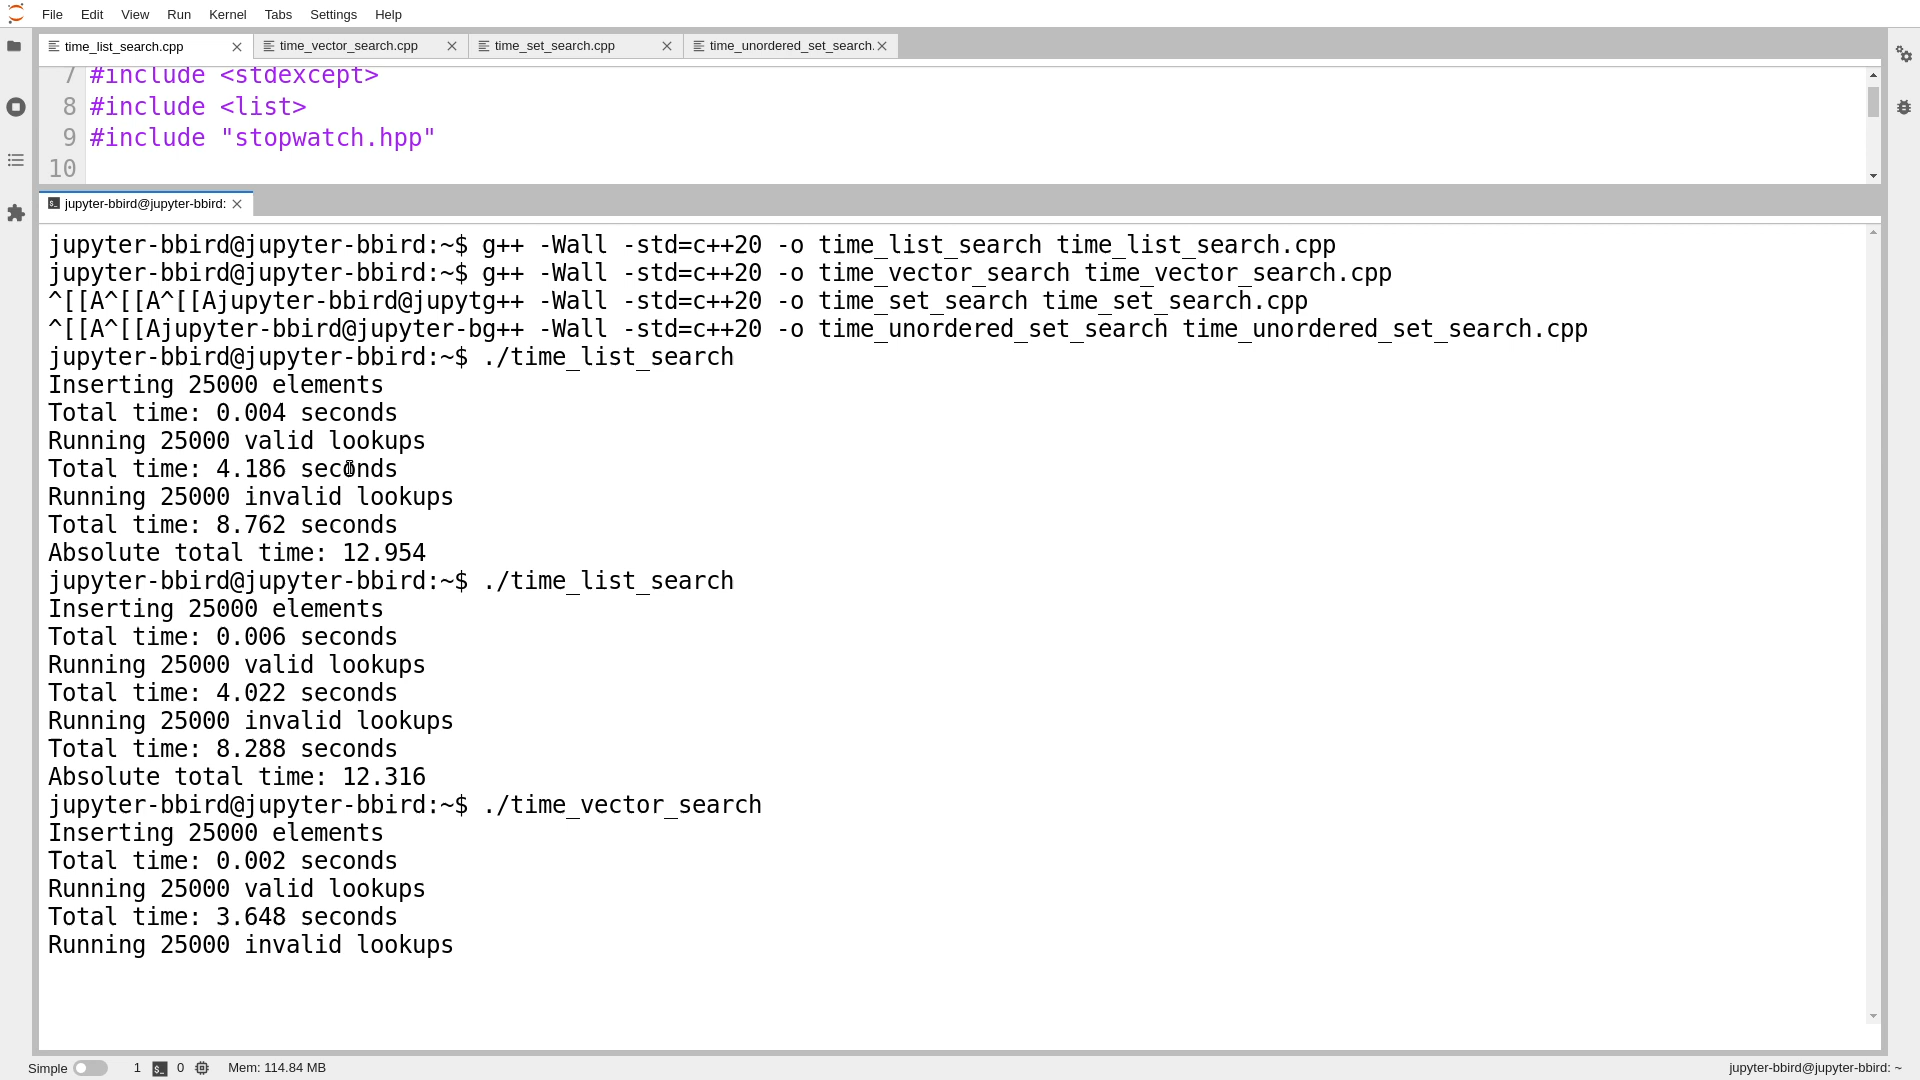 File Edit View Run Kernel Tabs Settings Help
time_list_search.cpp time_vector_search.cpp time_set_search.cpp time_unordered_set_search.
7 #include <stdexcept>
8 #include <list>
9 #include "stopwatch.hpp"
10
jupyter-bbird@jupyter-bbird:
jupyter-bbird@jupyter-bbird:~$ g++ -Wall -std=c++20 -o time_list_search time_list_search.cpp
jupyter-bbird@jupyter-bbird:~$ g++ -Wall -std=c++20 -o time_vector_search time_vector_search.cpp
^[[A^[[A^[[Ajupyter-bbird@jupytg++ -Wall -std=c++20 -o time_set_search time_set_search.cpp
^[[A^[[Ajupyter-bbird@jupyter-bg++ -Wall -std=c++20 -o time_unordered_set_search time_unordered_set_search.cpp
jupyter-bbird@jupyter-bbird:~$ ./time_list_search
Inserting 25000 elements
Total time: 0.004 seconds
Running 25000 valid lookups
Total time: 4.186 seconds
Running 25000 invalid lookups
Total time: 8.762 seconds
Absolute total time: 12.954
jupyter-bbird@jupyter-bbird:~$ ./time_list_search
Inserting 25000 elements
Total time: 0.006 seconds
Running 25000 valid lookups
Total time: 4.022 seconds
Running 25000 invalid lookups
Total time: 8.288 seconds
Absolute total time: 12.316
jupyter-bbird@jupyter-bbird:~$ ./time_vector_search
Inserting 25000 elements
Total time: 0.002 seconds
Running 25000 valid lookups
Total time: 3.648 seconds
Running 25000 invalid lookups
Simple 1 $_ 0 Mem: 114.84 MB jupyter-bbird@jupyter-bbird: ~